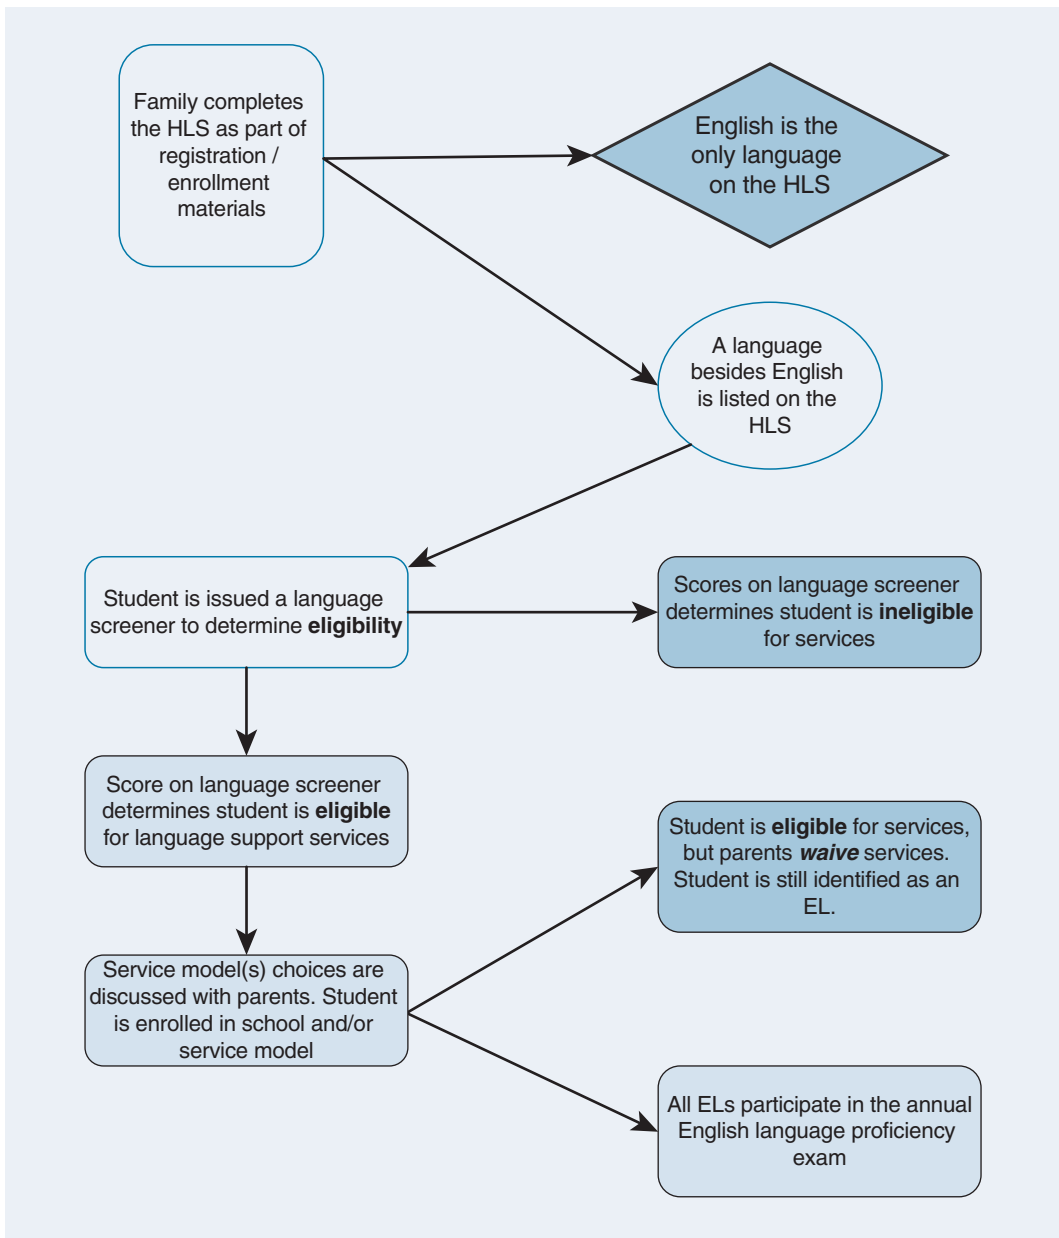 Family completes
the HLS as part of
registration /
enrollment
materials
English is the
only language
on the HLS
A language
besides English
is listed on the
HLS
Student is issued a language
screener to determine eligibility
Scores on language screener
determines student is ineligible
for services
Score on language screener
determines student is eligible
for language support services
Student is eligible for services,
but parents waive services.
Student is still identified as an
EL.
Service model(s) choices are
discussed with parents. Student
is enrolled in school and/or
service model
All ELs participate in the annual
English language proficiency
exam